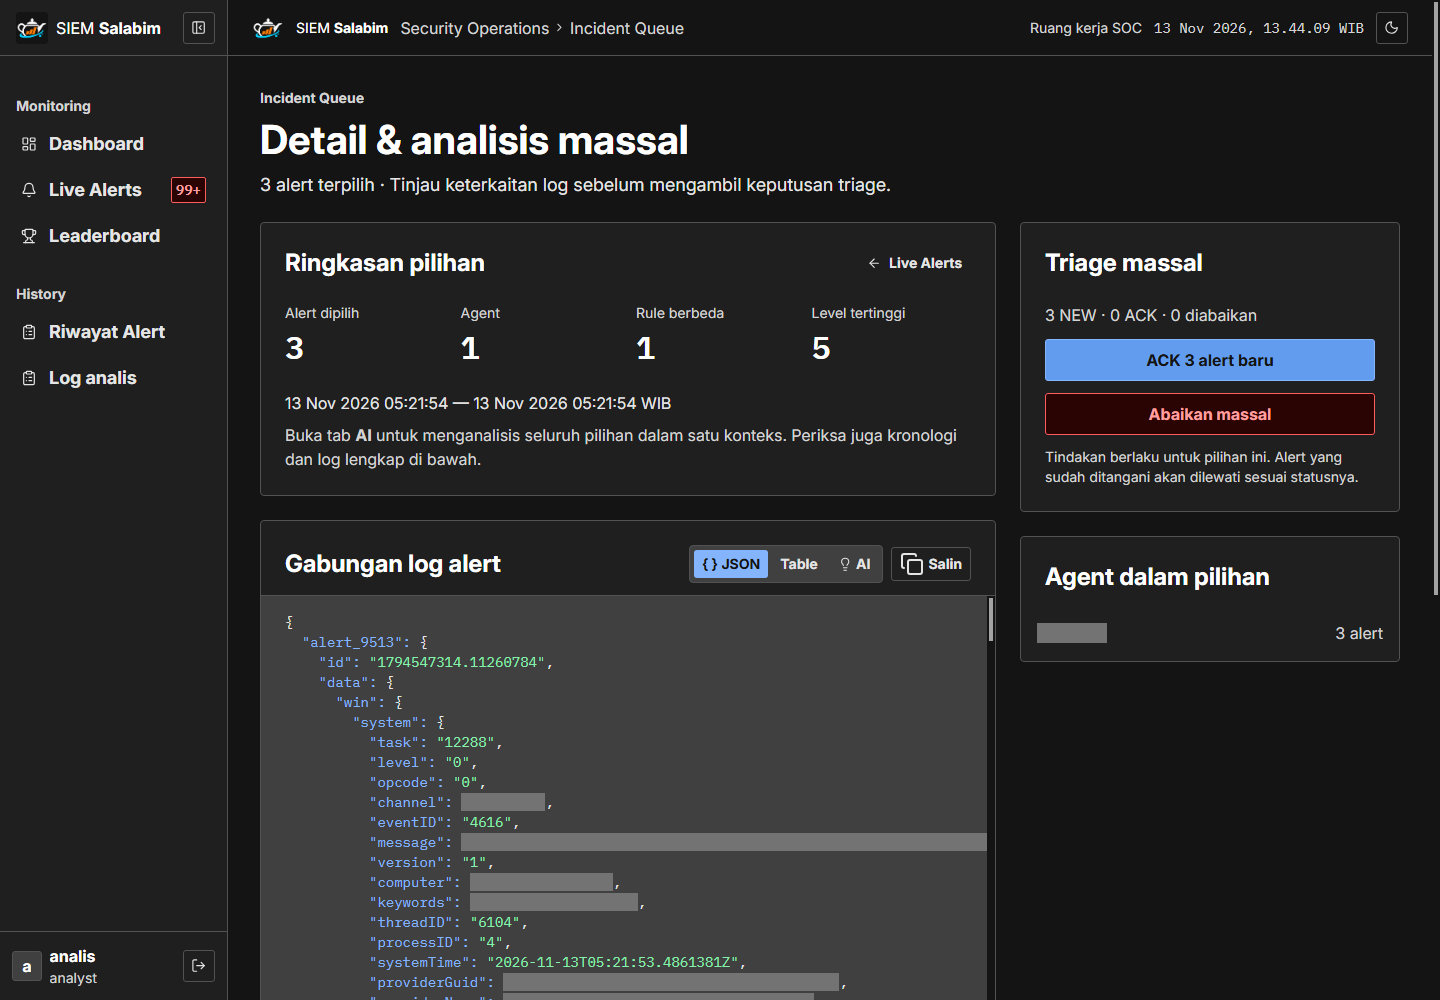 SIEM Salabim
Monitoring
Dashboard
Live Alerts 99+
Leaderboard
History
Riwayat Alert
Log analis
a
analis
analyst
SIEM Salabim Security Operations › Incident Queue
Ruang kerja SOC 13 Nov 2026, 13.44.09 WIB
Incident Queue
Detail & analisis massal
3 alert terpilih · Tinjau keterkaitan log sebelum mengambil keputusan triage.
Ringkasan pilihan
← Live Alerts
Alert dipilih Agent Rule berbeda Level tertinggi
3 1 1 5
13 Nov 2026 05:21:54 — 13 Nov 2026 05:21:54 WIB
Buka tab AI untuk menganalisis seluruh pilihan dalam satu konteks. Periksa juga kronologi
dan log lengkap di bawah.
Triage massal
3 NEW · 0 ACK · 0 diabaikan
ACK 3 alert baru
Abaikan massal
Tindakan berlaku untuk pilihan ini. Alert yang
sudah ditangani akan dilewati sesuai statusnya.
Agent dalam pilihan
3 alert
Gabungan log alert
{ } JSON Table AI Salin
{
"alert_9513": {
"id": "1794547314.11260784",
"data": {
"win": {
"system": {
"task": "12288",
"level": "0",
"opcode": "0",
"channel": ,
"eventID": "4616",
"message":
"version": "1",
"computer": ,
"keywords": ,
"threadID": "6104",
"processID": "4",
"systemTime": "2026-11-13T05:21:53.4861381Z",
"providerGuid": ,